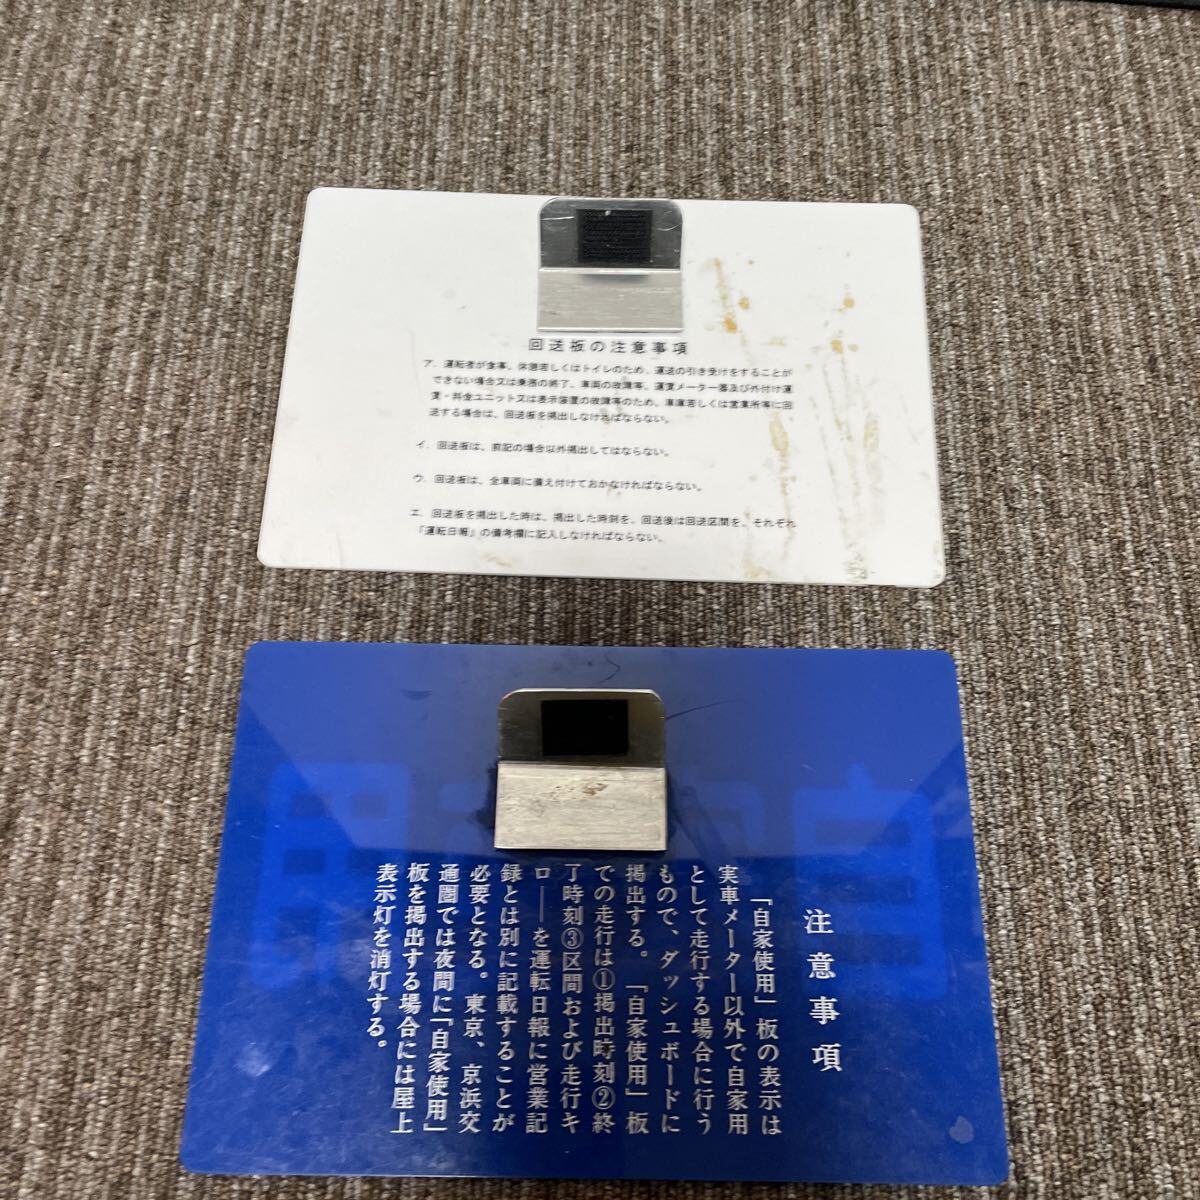 回送板の注意事項
ア．運転者が食事、休憩若しくはトイレのため、運送の引き受けをすることが
できない場合又は乗務の終了、車両の故障等、運賃メーター器及び外付け運
賃・料金ユニット又は表示装置の故障等のため、車庫若しくは営業所等に回
送する場合は、回送板を掲出しなければならない。
イ．回送板は、前記の場合以外掲出してはならない。
ウ．回送板は、全車両に備え付けておかなければならない。
エ．回送板を掲出した時は、掲出した時刻を、回送後は回送区間を、それぞれ
「運転日報」の備考欄に記入しなければならない。
注意事項
「自家使用」板の表示は
実車メーター以外で自家用
として走行する場合に行う
もので、ダッシュボードに
掲出する。「自家使用」板
での走行は①掲出時刻②終
了時刻③区間および走行キ
ロ——を運転日報に営業記
録とは別に記載することが
必要となる。東京、京浜交
通圏では夜間に「自家使用」
板を掲出する場合には屋上
表示灯を消灯する。